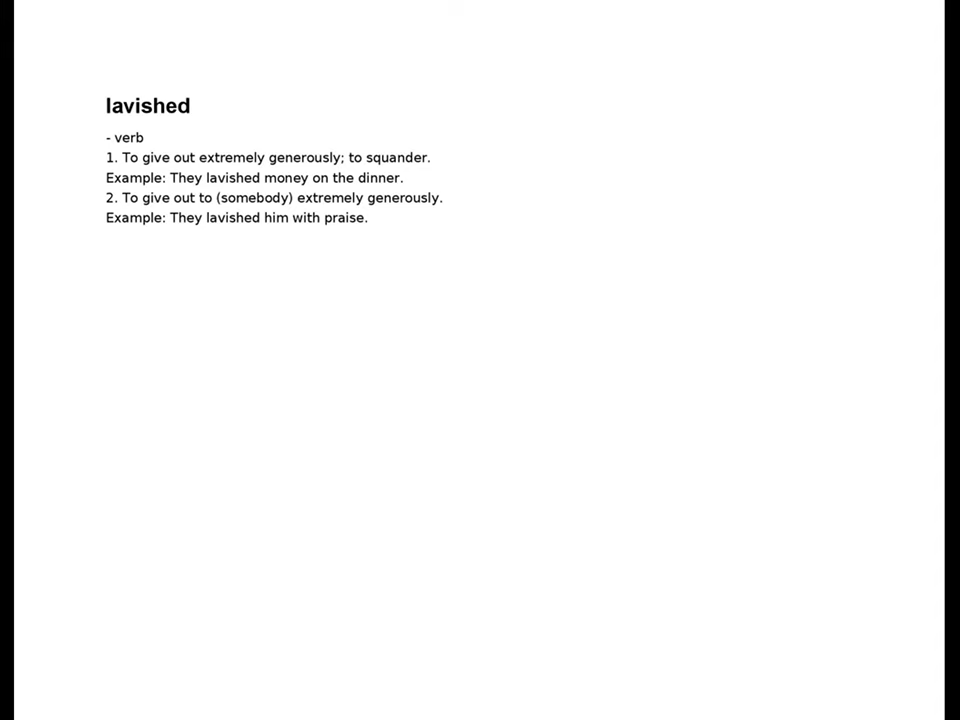 lavished
- verb
1. To give out extremely generously; to squander.
Example: They lavished money on the dinner.
2. To give out to (somebody) extremely generously.
Example: They lavished him with praise.